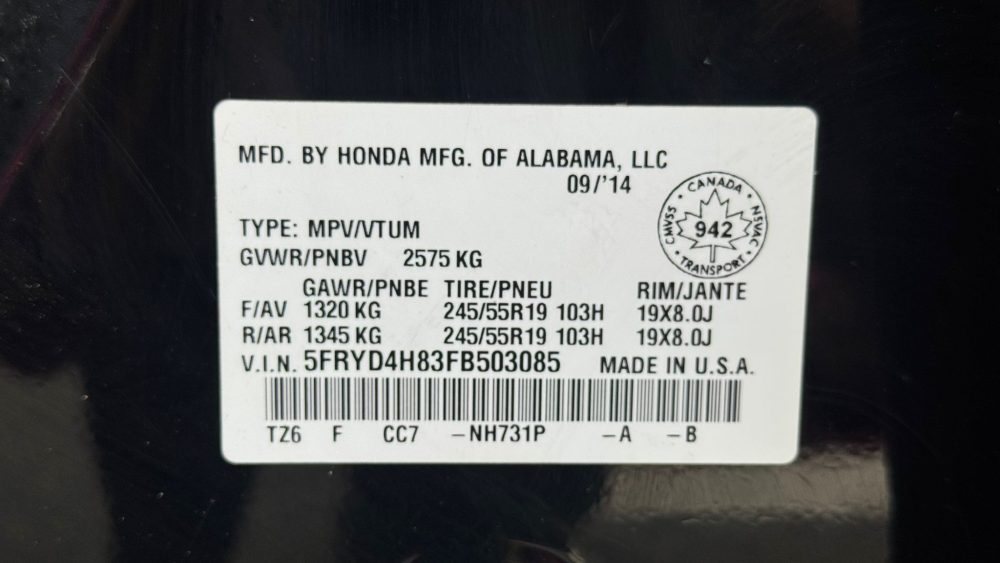 MFD. BY HONDA MFG. OF ALABAMA, LLC
09/'14
CANADA
CMVSS 942 NSVAC
TRANSPORT
TYPE: MPV/VTUM
GVWR/PNBV 2575 KG
GAWR/PNBE TIRE/PNEU RIM/JANTE
F/AV 1320 KG 245/55R19 103H 19X8.0J
R/AR 1345 KG 245/55R19 103H 19X8.0J
V.I.N. 5FRYD4H83FB503085 MADE IN U.S.A.
TZ6 F CC7 -NH731P -A -B